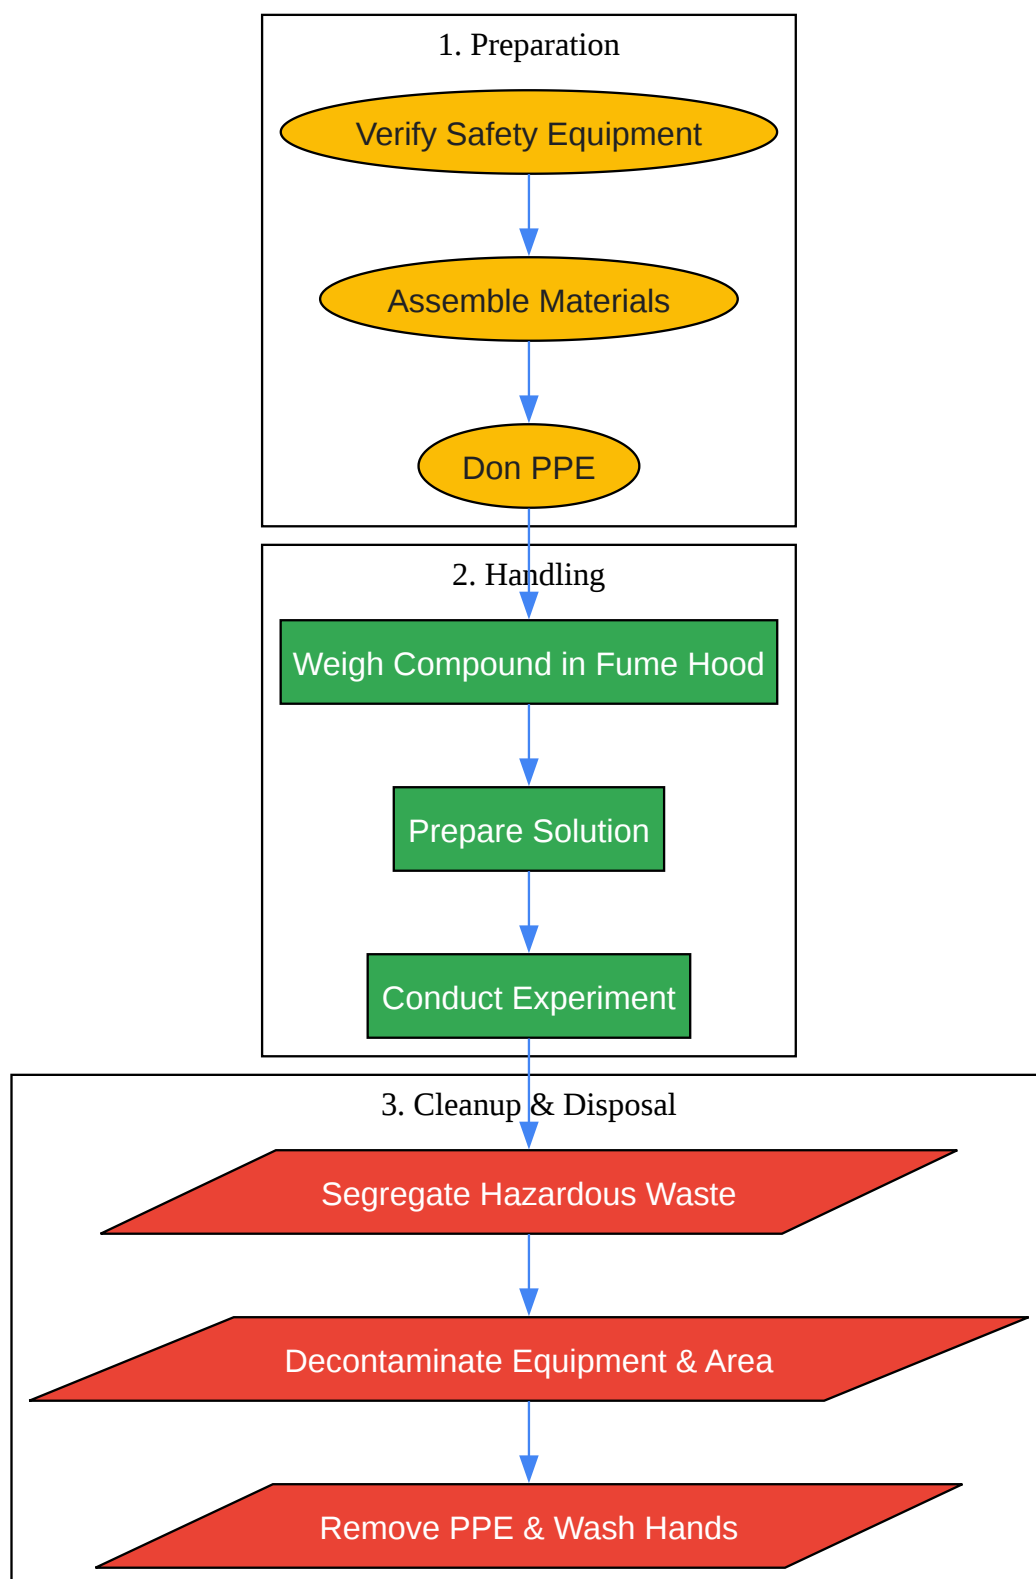 1. Preparation
Verify Safety Equipment
Assemble Materials
Don PPE
2. Handling
Weigh Compound in Fume Hood
Prepare Solution
Conduct Experiment
3. Cleanup & Disposal
Segregate Hazardous Waste
Decontaminate Equipment & Area
Remove PPE & Wash Hands